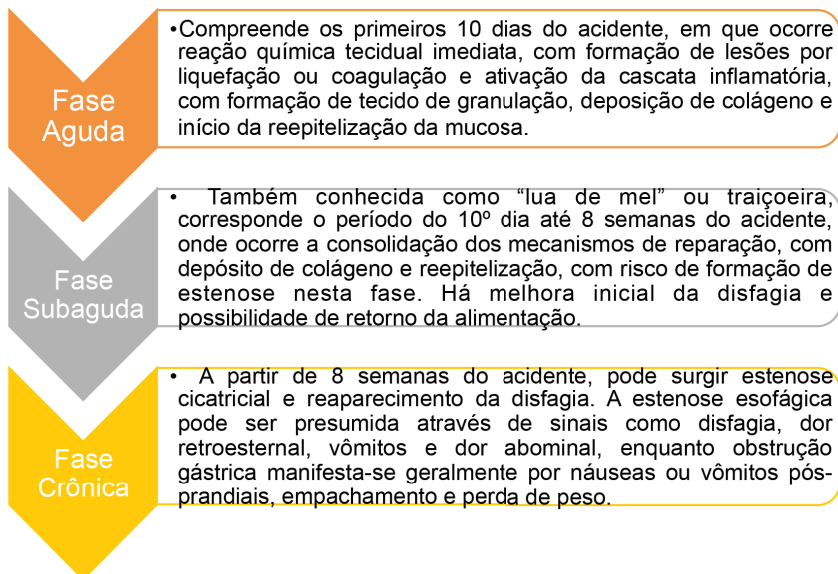 Fase
Aguda
•Compreende os primeiros 10 dias do acidente, em que ocorre
reação química tecidual imediata, com formação de lesões por
liquefação ou coagulação e ativação da cascata inflamatória,
com formação de tecido de granulação, deposição de colágeno e
início da reepitelização da mucosa.
Fase
Subaguda
• Também conhecida como “lua de mel” ou traiçoeira,
corresponde o período do 10º dia até 8 semanas do acidente,
onde ocorre a consolidação dos mecanismos de reparação, com
depósito de colágeno e reepitelização, com risco de formação de
estenose nesta fase. Há melhora inicial da disfagia e
possibilidade de retorno da alimentação.
Fase
Crônica
• A partir de 8 semanas do acidente, pode surgir estenose
cicatricial e reaparecimento da disfagia. A estenose esofágica
pode ser presumida através de sinais como disfagia, dor
retroesternal, vômitos e dor abominal, enquanto obstrução
gástrica manifesta-se geralmente por náuseas ou vômitos pós-
prandiais, empachamento e perda de peso.